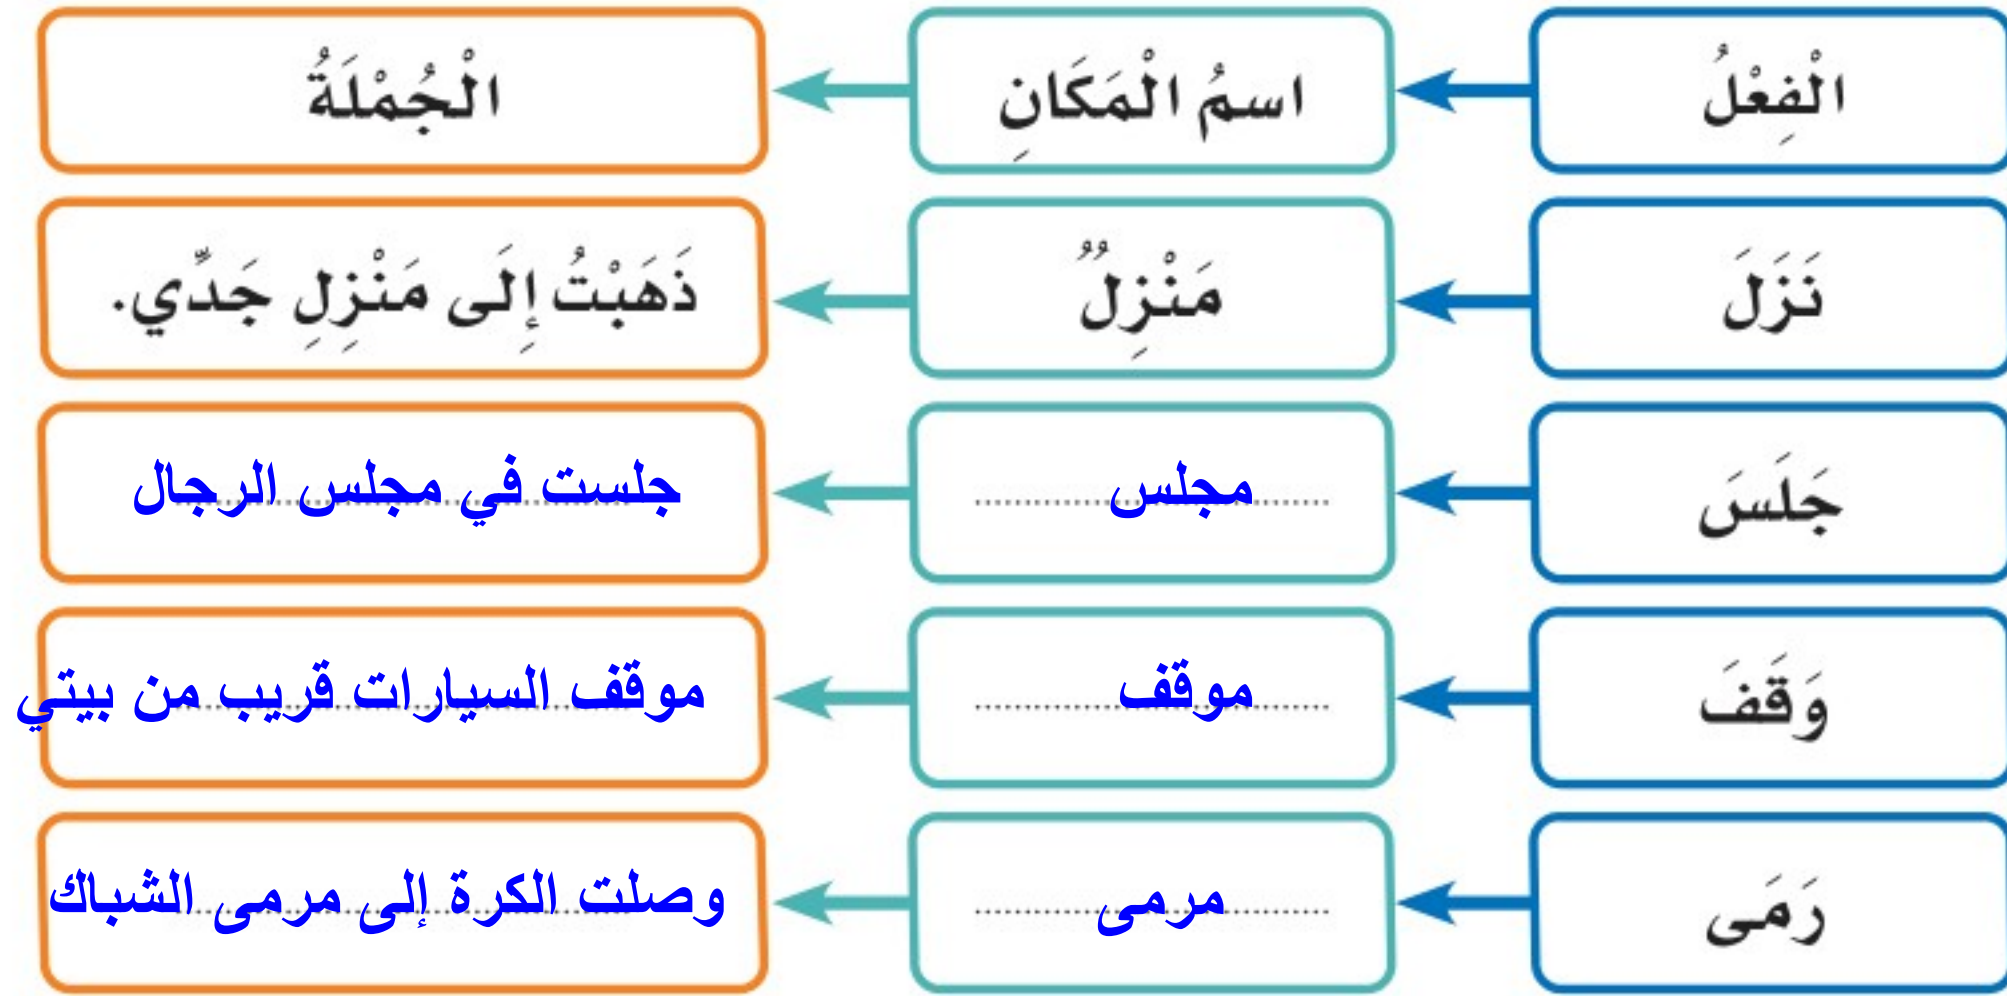 الْفِعْلُ
اسمُ الْمَكَانِ
الْجُمْلَةُ
نَزَلَ
مَنْزِلٌ
ذَهَبْتُ إِلَى مَنْزِلِ جَدِّي.
جَلَسَ
مجلس
جلست في مجلس الرجال
وَقَفَ
موقف
موقف السيارات قريب من بيتي
رَمَى
مرمى
وصلت الكرة إلى مرمى الشباك